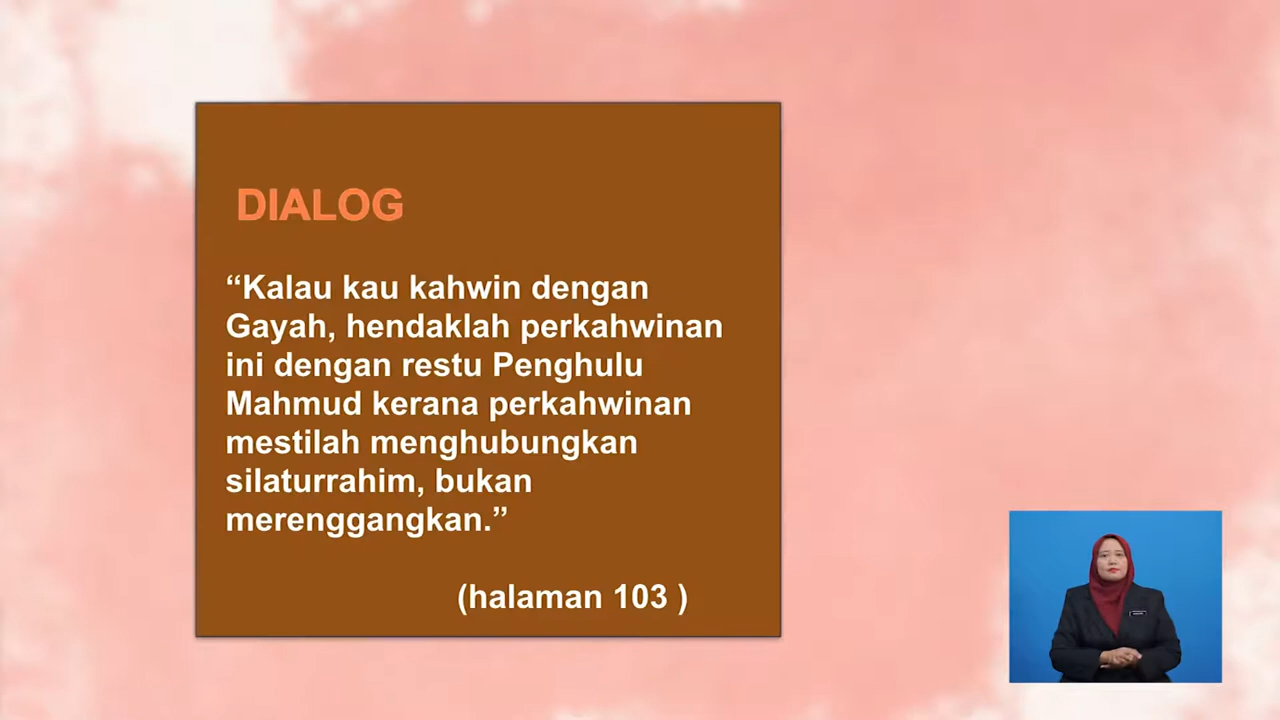 DIALOG
“Kalau kau kahwin dengan
Gayah, hendaklah perkahwinan
ini dengan restu Penghulu
Mahmud kerana perkahwinan
mestilah menghubungkan
silaturrahim, bukan
merenggangkan.”
(halaman 103 )